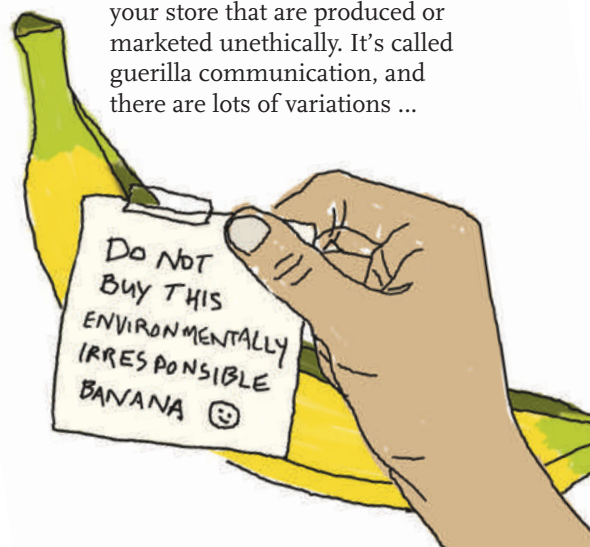 your store that are produced or
marketed unethically. It’s called
guerilla communication, and
there are lots of variations ...
DO NOT
BUY THIS
ENVIRONMENTALLY
IRRESPONSIBLE
BANANA